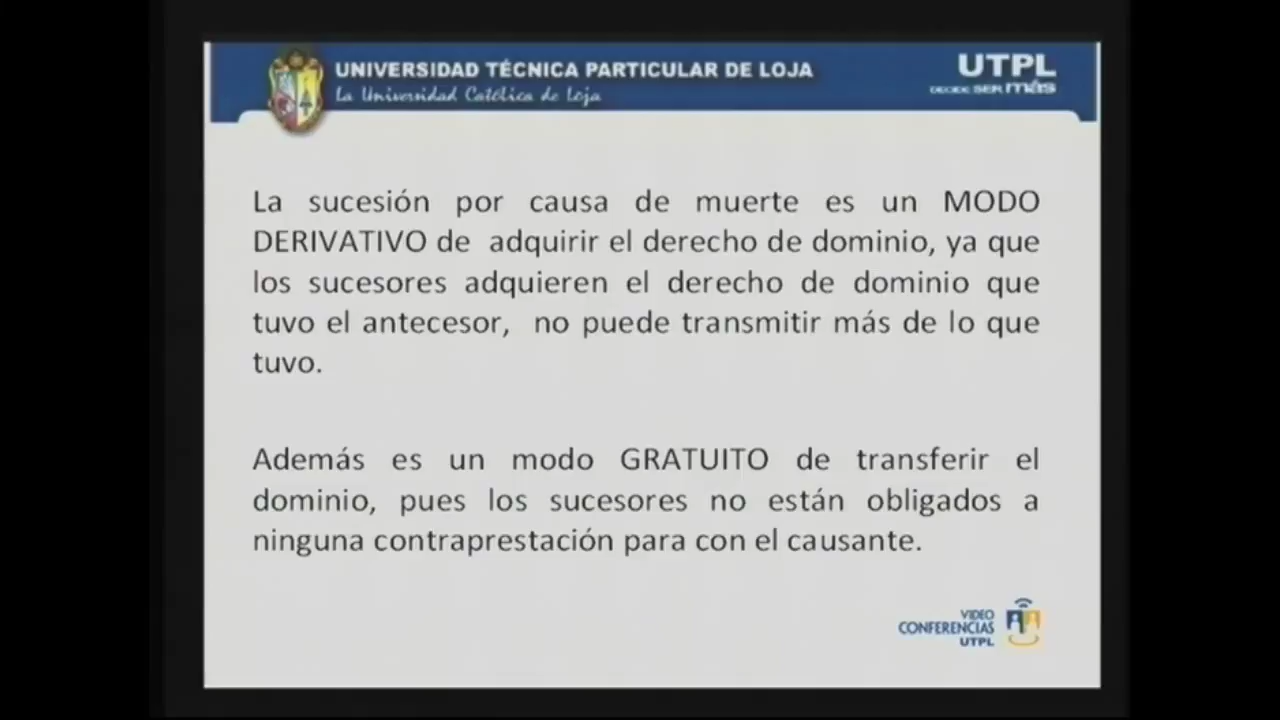 UNIVERSIDAD TÉCNICA PARTICULAR DE LOJA
La Universidad Católica de Loja
UTPL
DECIDE SER más
La sucesión por causa de muerte es un MODO
DERIVATIVO de adquirir el derecho de dominio, ya que
los sucesores adquieren el derecho de dominio que
tuvo el antecesor, no puede transmitir más de lo que
tuvo.
Además es un modo GRATUITO de transferir el
dominio, pues los sucesores no están obligados a
ninguna contraprestación para con el causante.
VIDEO
CONFERENCIAS
UTPL